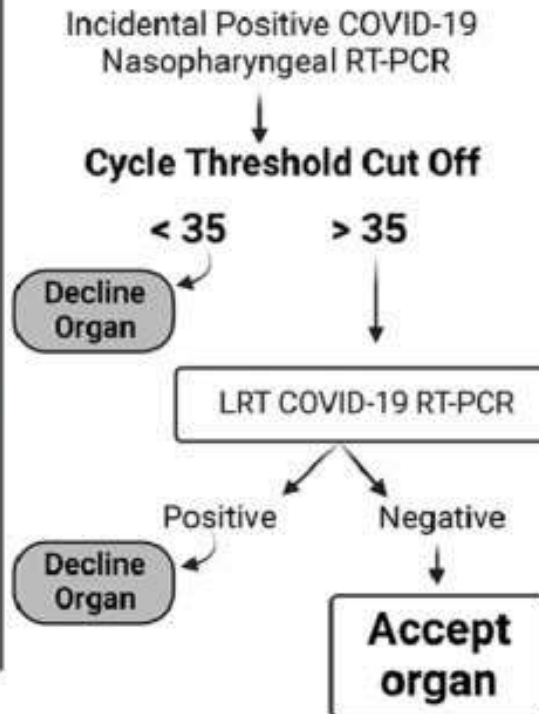 Incidental Positive COVID-19
Nasopharyngeal RT-PCR
Cycle Threshold Cut Off
< 35
> 35
Decline
Organ
LRT COVID-19 RT-PCR
Positive
Negative
Decline
Organ
Accept
organ